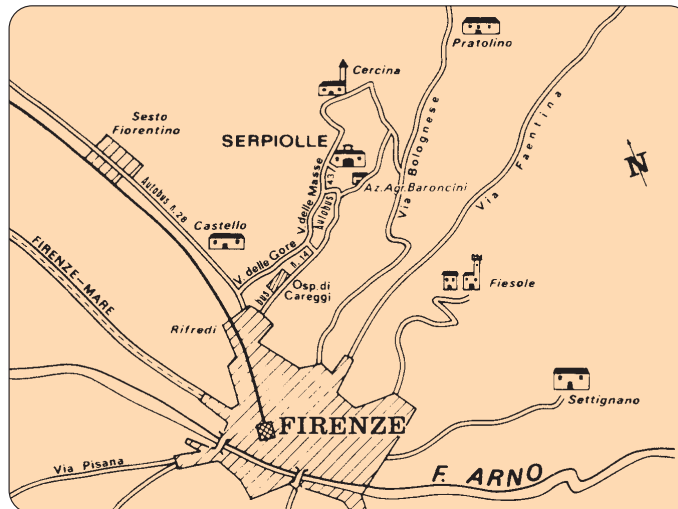 Pratolino
Cercina
Sesto
Fiorentino
SERPIOLLE
Via Bolognese
Via Faentina
N
V. delle Masse
43
Az. Agr. Baroncini
Autobus n. 28
Autobus
Castello
V. delle Gore
FIRENZE-MARE
bus n. 14
Osp. di
Careggi
Fiesole
Rifredi
Settignano
FIRENZE
Via Pisana
F. ARNO